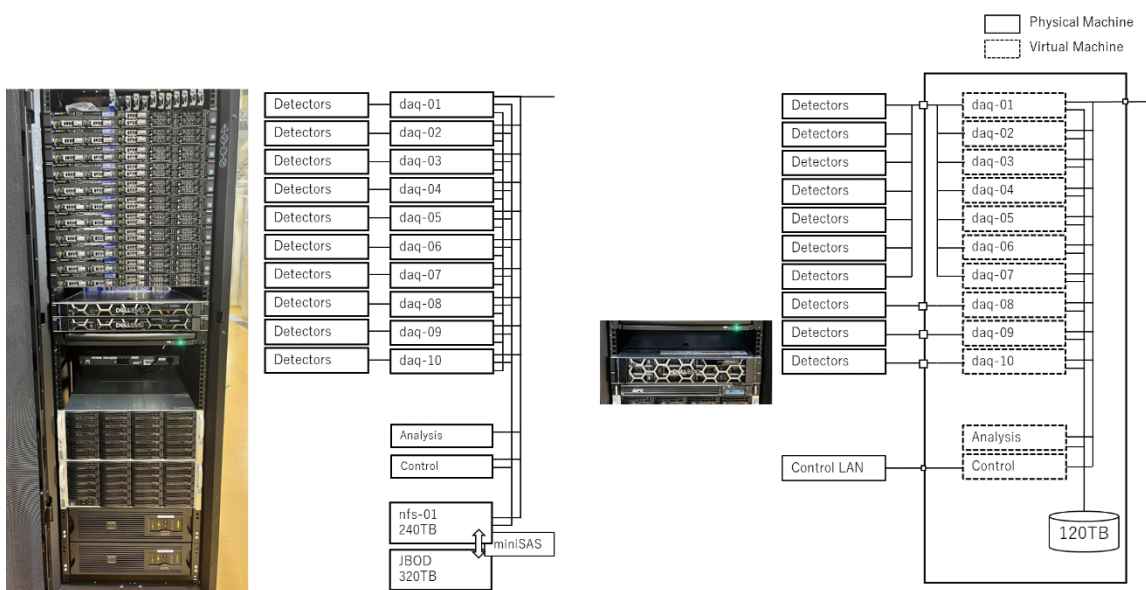 Physical Machine
Virtual Machine
Detectors
daq-01
Detectors
daq-02
Detectors
daq-03
Detectors
daq-04
Detectors
daq-05
Detectors
daq-06
Detectors
daq-07
Detectors
daq-08
Detectors
daq-09
Detectors
daq-10
Analysis
Control
nfs-01
240TB
miniSAS
JBOD
320TB
DELLEMC
APC
Detectors
daq-01
Detectors
daq-02
Detectors
daq-03
Detectors
daq-04
Detectors
daq-05
Detectors
daq-06
Detectors
daq-07
Detectors
daq-08
Detectors
daq-09
Detectors
daq-10
Analysis
Control LAN
Control
120TB